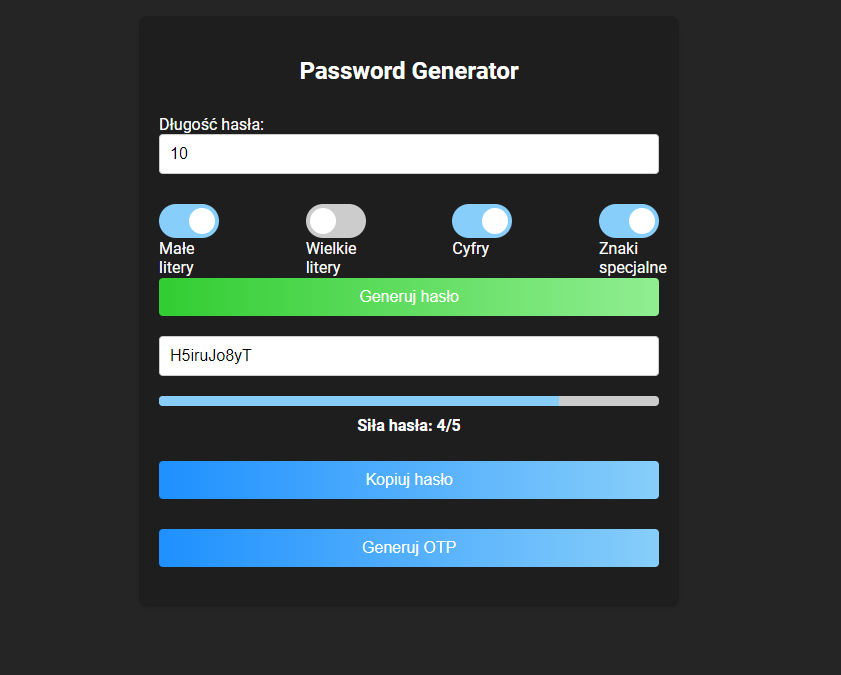 Password Generator
Długość hasła:
10
Małe
litery
Wielkie
litery
Cyfry
Znaki
specjalne
Generuj hasło
H5iruJo8yT
Siła hasła: 4/5
Kopiuj hasło
Generuj OTP